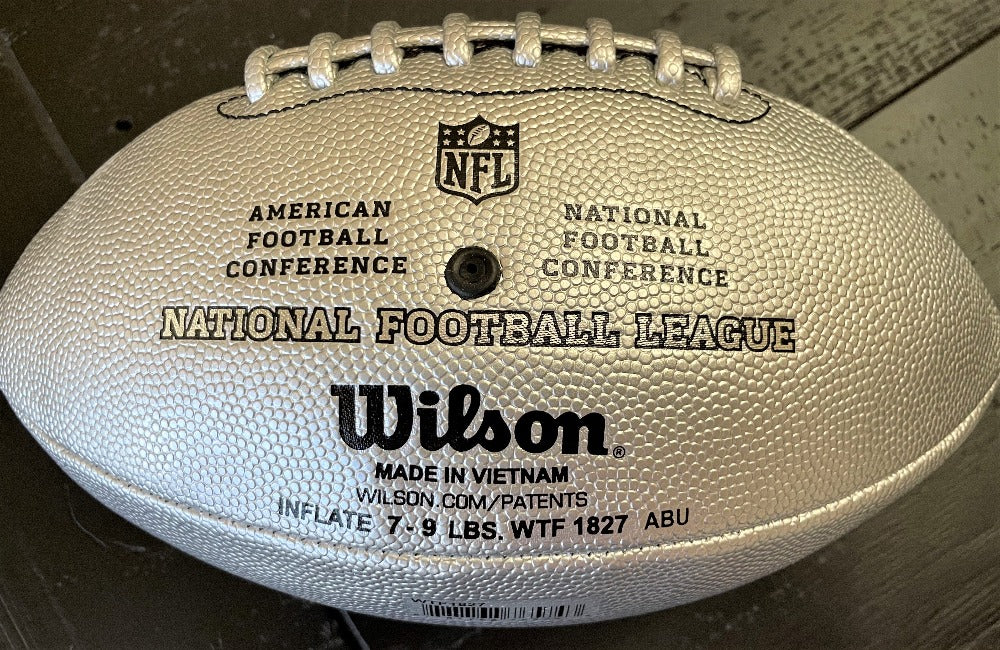 NFL
AMERICAN
FOOTBALL
CONFERENCE
NATIONAL
FOOTBALL
CONFERENCE
NATIONAL FOOTBALL LEAGUE
Wilson®
MADE IN VIETNAM
WILSON.COM/PATENTS
INFLATE 7-9 LBS. WTF 1827 ABU